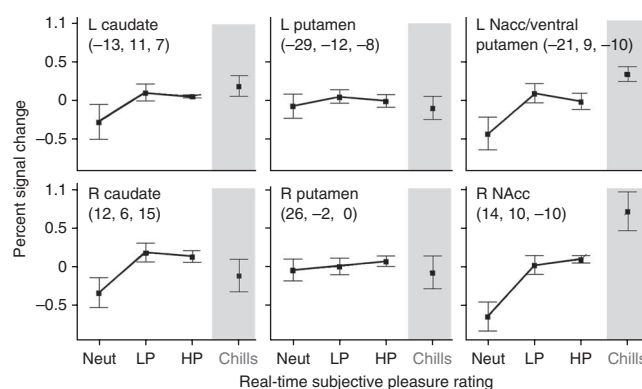 1.1
0.5
0
−0.5
L caudate
(−13, 11, 7)
L putamen
(−29, −12, −8)
L Nacc/ventral
putamen (−21, 9, −10)
Percent signal change
1.1
0.5
0
−0.5
R caudate
(12, 6, 15)
R putamen
(26, −2, 0)
R NAcc
(14, 10, −10)
Neut LP HP Chills Neut LP HP Chills Neut LP HP Chills
Real-time subjective pleasure rating